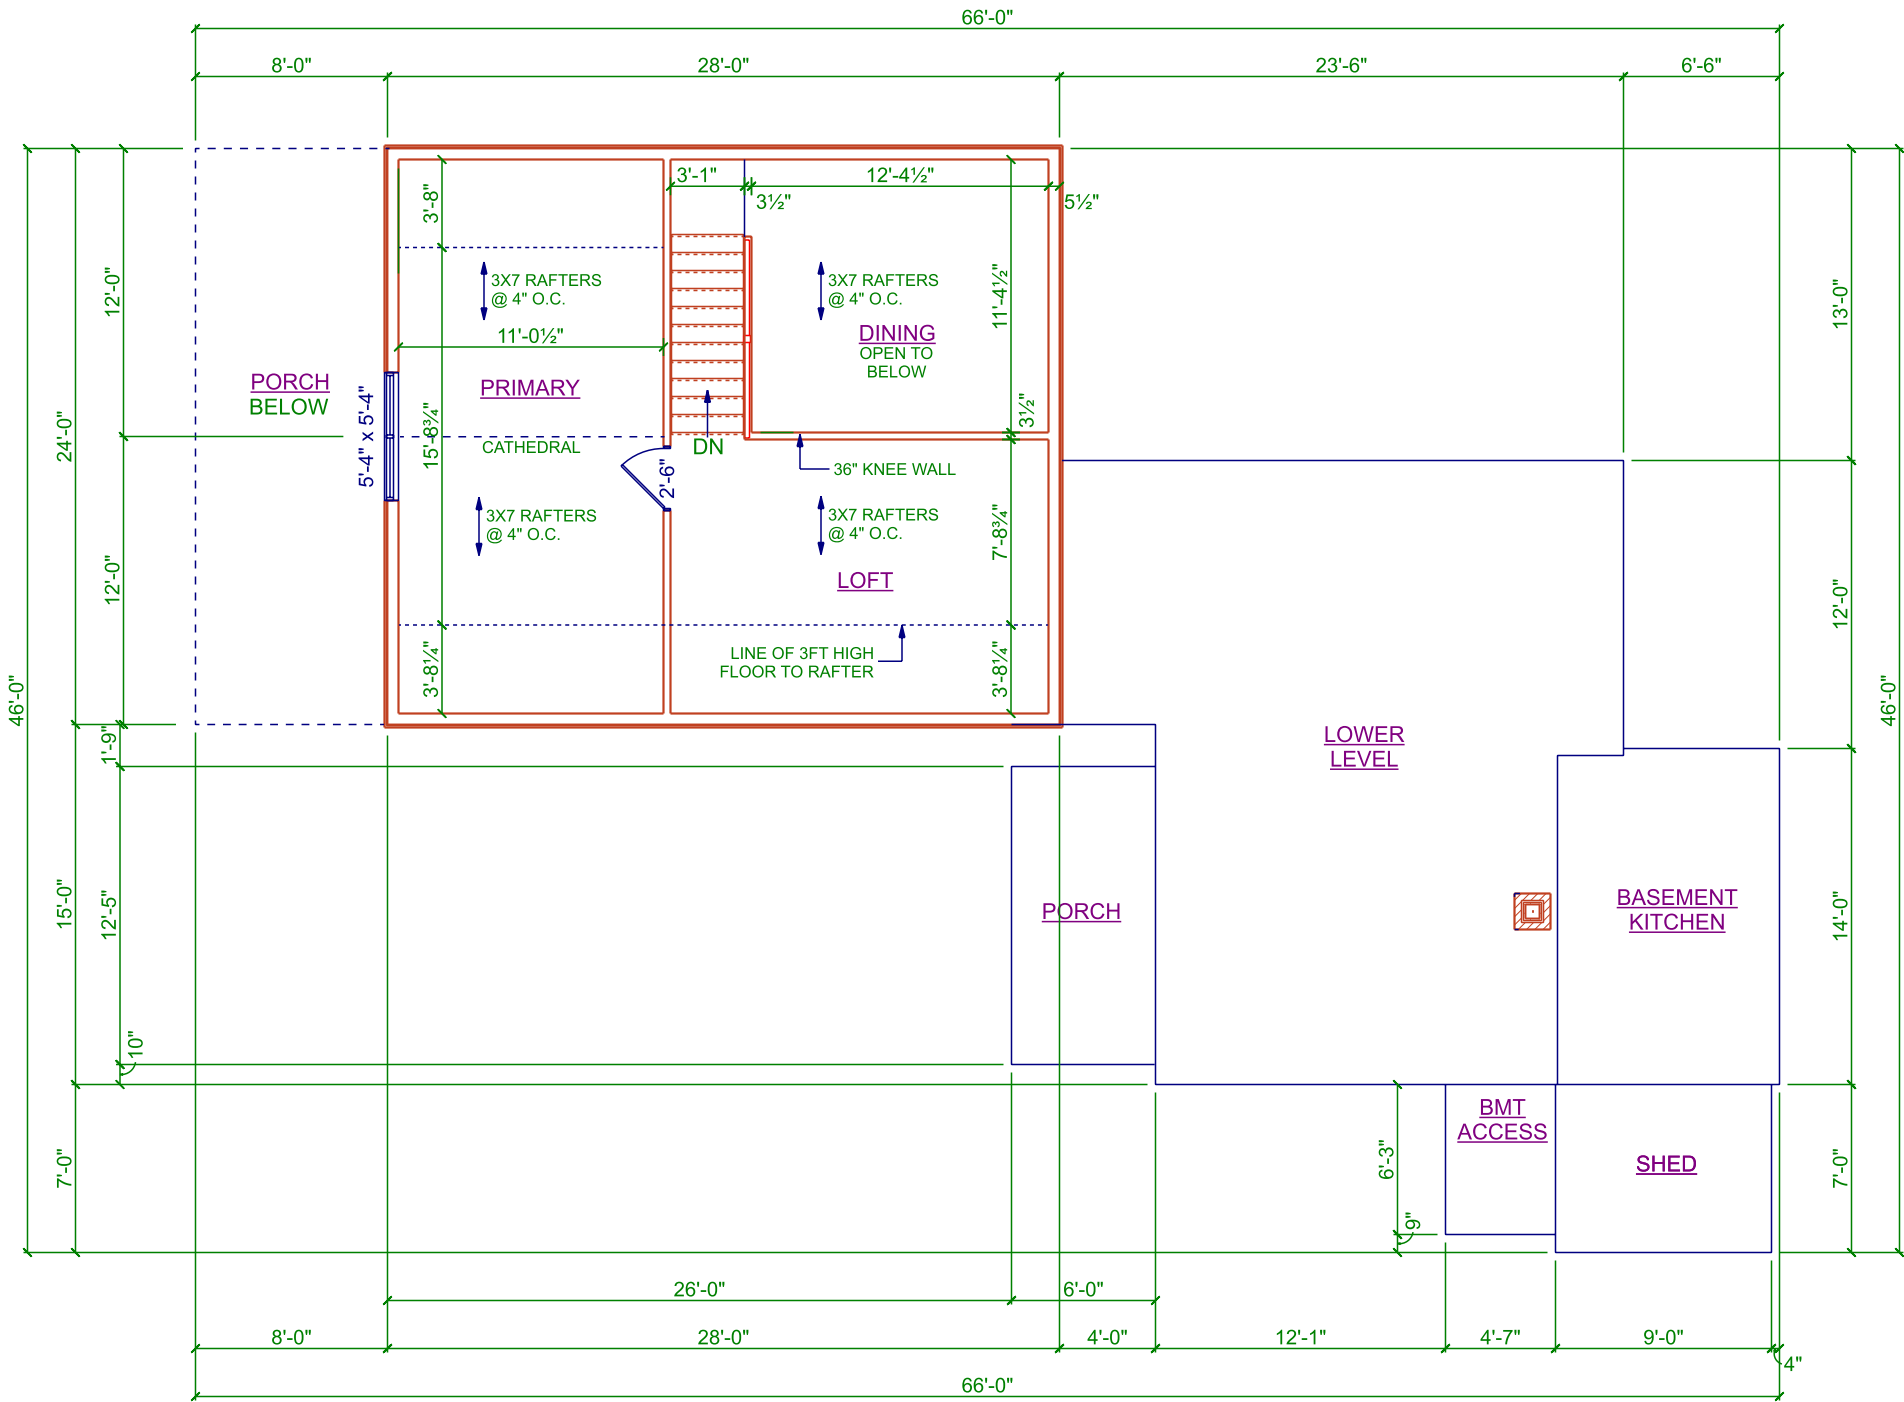 66'-0"
8'-0"
28'-0"
23'-6"
6'-6"
3'-8"
3'-1"
12'-4½"
3½"
5½"
3X7 RAFTERS
@ 4" O.C.
3X7 RAFTERS
@ 4" O.C.
11'-4½"
12'-0"
13'-0"
11'-0½"
DINING
OPEN TO
BELOW
PORCH
BELOW
PRIMARY
5'-4" x 5'-4"
24'-0"
15'-8¾"
CATHEDRAL
DN
3½"
2'-6"
36" KNEE WALL
3X7 RAFTERS
@ 4" O.C.
3X7 RAFTERS
@ 4" O.C.
7'-8¾"
12'-0"
12'-0"
LOFT
LINE OF 3FT HIGH
FLOOR TO RAFTER
3'-8¼"
3'-8¼"
46'-0"
46'-0"
1'-9"
LOWER
LEVEL
15'-0"
12'-5"
PORCH
BASEMENT
KITCHEN
14'-0"
10"
BMT
ACCESS
SHED
7'-0"
6'-3"
7'-0"
9"
26'-0"
6'-0"
8'-0"
28'-0"
4'-0"
12'-1"
4'-7"
9'-0"
4"
66'-0"